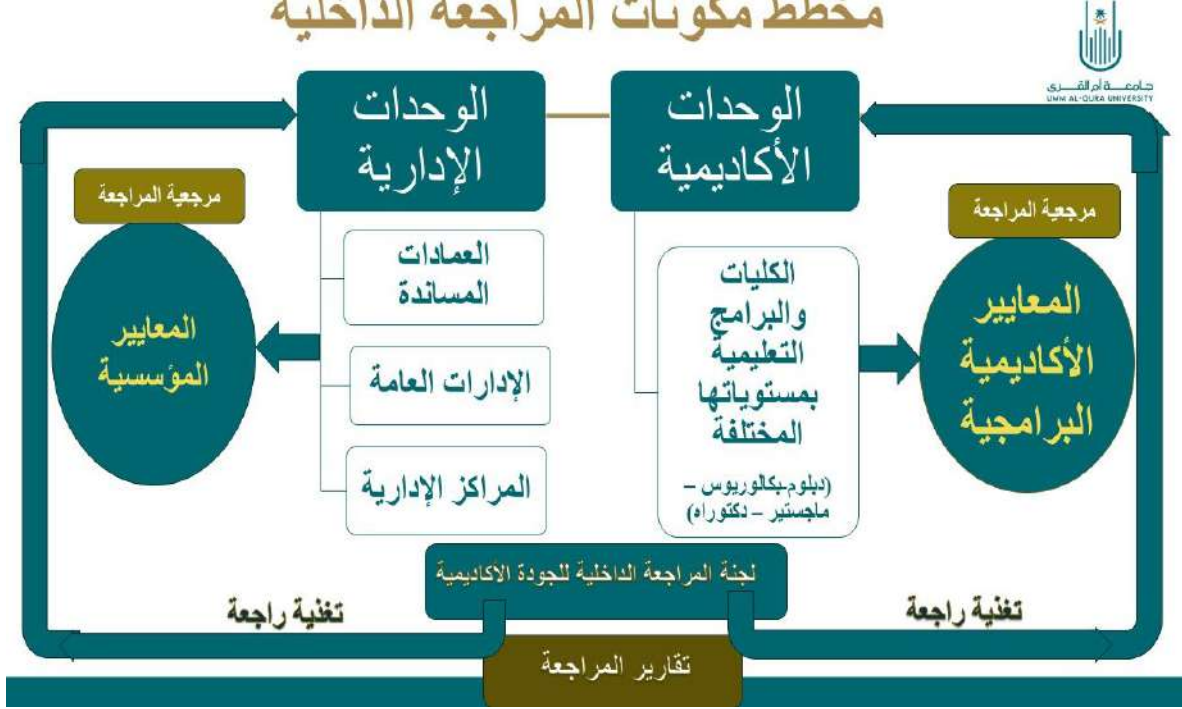 مخطط مكونات المراجعة الداخلية
جامعة أم القرى
UMM AL-QURA UNIVERSITY
الوحدات
الأكاديمية
الوحدات
الإدارية
مرجعية المراجعة
المعايير
الأكاديمية
البرامجية
الكليات
والبرامج
التعليمية
بمستوياتها
المختلفة
(دبلوم-بكالوريوس –
ماجستير – دكتوراه)
العمادات
المساندة
الإدارات العامة
المراكز الإدارية
مرجعية المراجعة
المعايير
المؤسسية
لجنة المراجعة الداخلية للجودة الأكاديمية
تغذية راجعة
تغذية راجعة
تقارير المراجعة